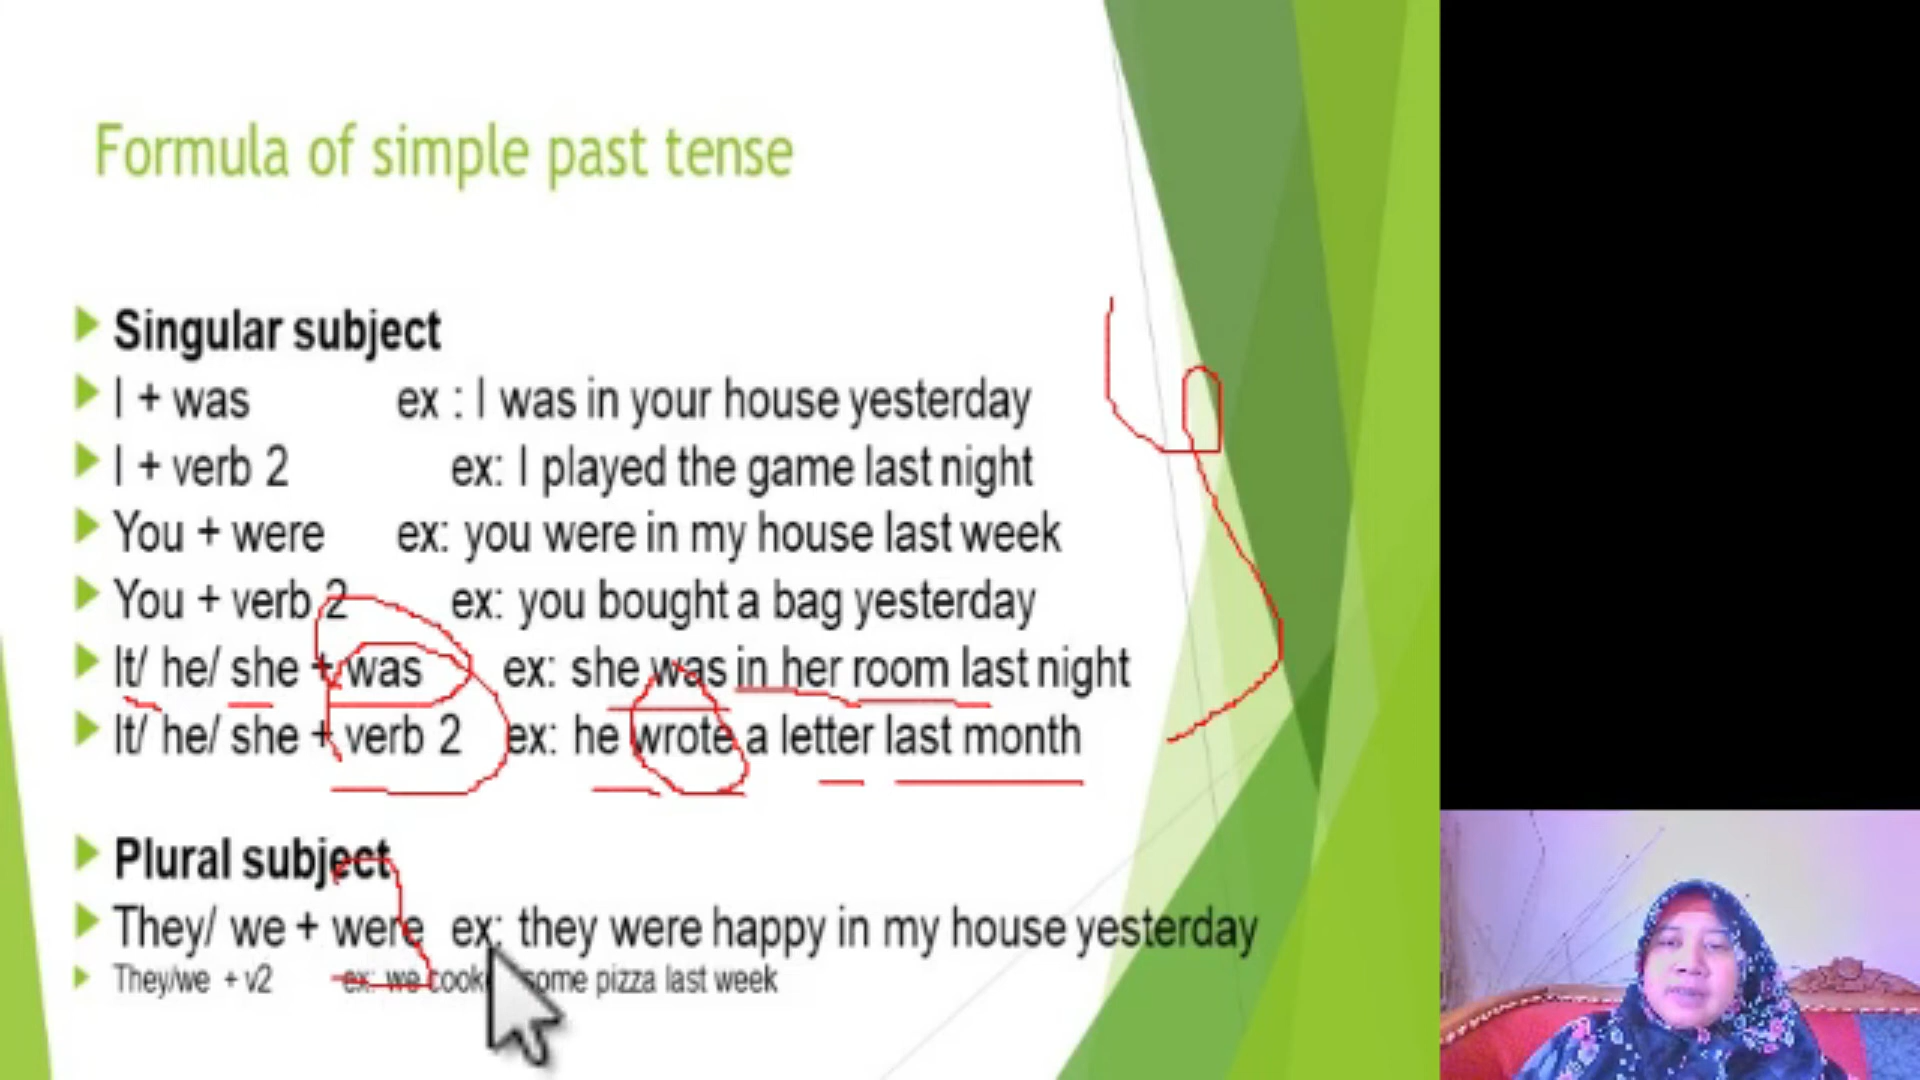 Formula of simple past tense
Singular subject
I + was ex : I was in your house yesterday
I + verb 2 ex: I played the game last night
You + were ex: you were in my house last week
You + verb 2 ex: you bought a bag yesterday
It/ he/ she + was ex: she was in her room last night
It/ he/ she + verb 2 ex: he wrote a letter last month
Plural subject
They/ we + were ex: they were happy in my house yesterday
They/we + v2 ex: we some pizza last week